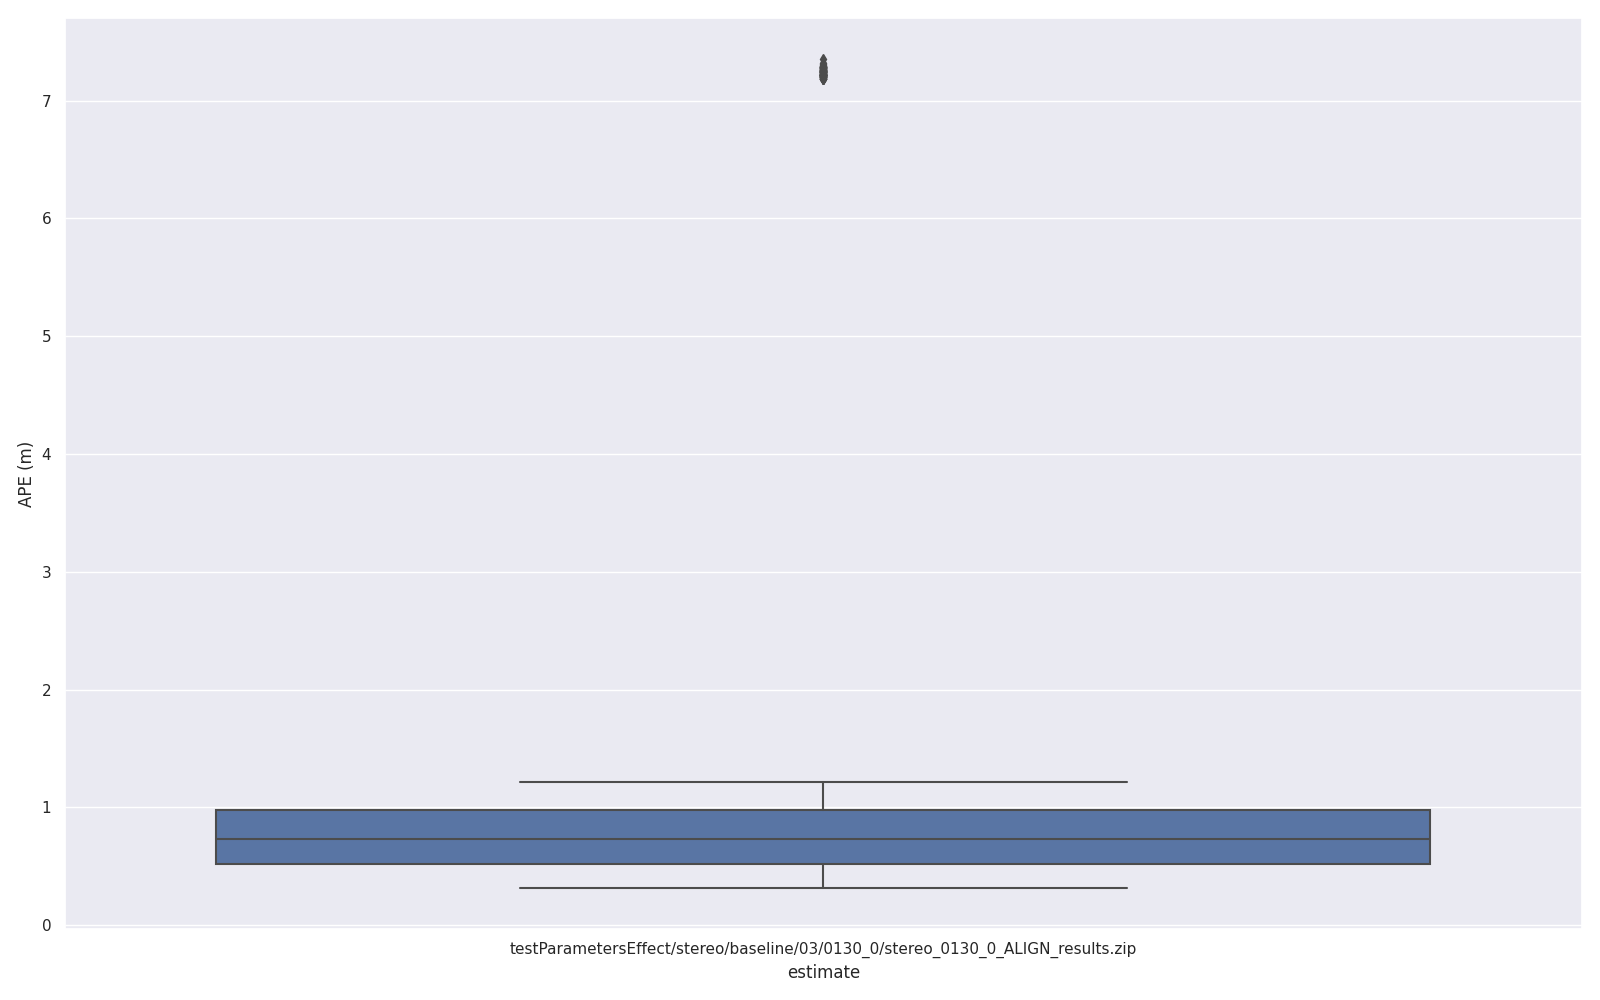 7
6
5
4
3
2
1
0
APE (m)
testParametersEffect/stereo/baseline/03/0130_0/stereo_0130_0_ALIGN_results.zip
estimate